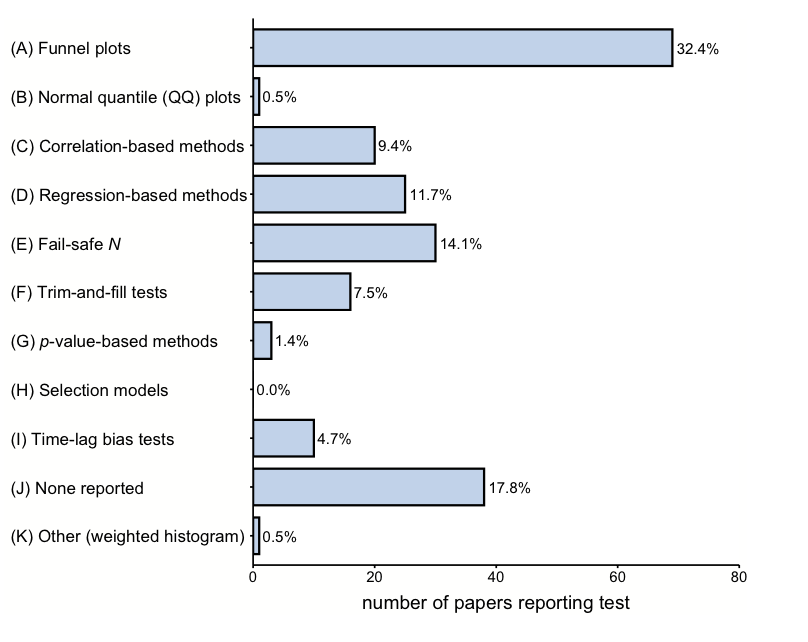 (A) Funnel plots 32.4%
(B) Normal quantile (QQ) plots 0.5%
(C) Correlation-based methods 9.4%
(D) Regression-based methods 11.7%
(E) Fail-safe N 14.1%
(F) Trim-and-fill tests 7.5%
(G) p-value-based methods 1.4%
(H) Selection models 0.0%
(I) Time-lag bias tests 4.7%
(J) None reported 17.8%
(K) Other (weighted histogram) 0.5%
0 20 40 60 80
number of papers reporting test